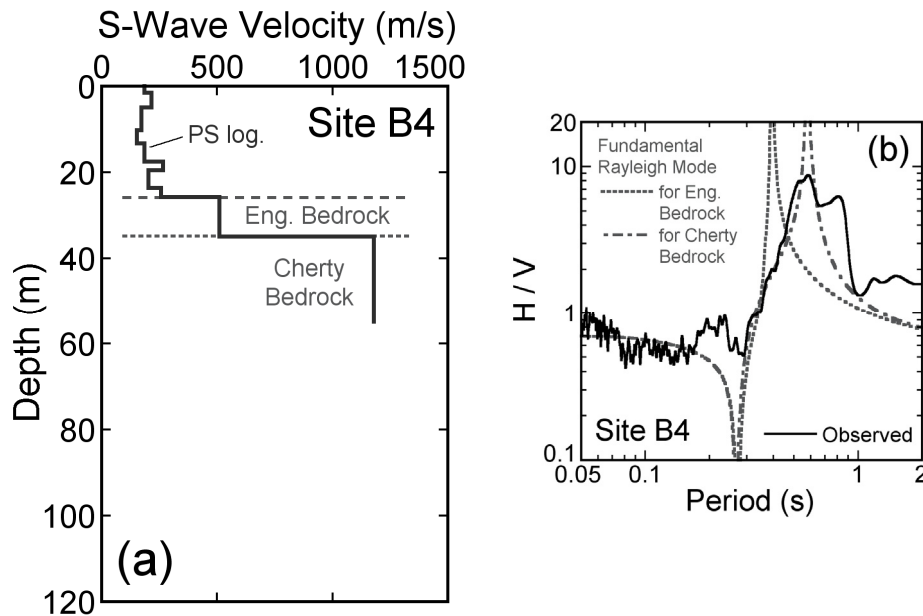 S-Wave Velocity (m/s)
0 500 1000 1500
0
20
40
60
80
100
120
Depth (m)
Site B4
PS log.
Eng. Bedrock
Cherty
Bedrock
(a)
20
10
1
0.1
H / V
(b)
Fundamental
Rayleigh Mode
for Eng.
Bedrock
for Cherty
Bedrock
Site B4
Observed
0.05 0.1 1 2
Period (s)